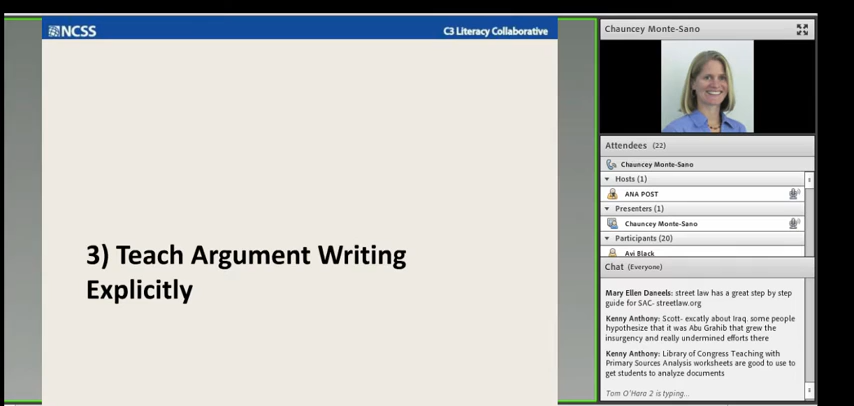 NCSS
C3 Literacy Collaborative
3) Teach Argument Writing
Explicitly
Chauncey Monte-Sano
Attendees (22)
Chauncey Monte-Sano
Hosts (1)
ANA POST
Presenters (1)
Chauncey Monte-Sano
Participants (20)
Avi Black
Chat (Everyone)
Mary Ellen Daneels: street law has a great step by step
guide for SAC- streetlaw.org
Kenny Anthony: Scott- excatly about Iraq. some people
hypothesize that it was Abu Grahib that grew the
insurgency and really undermined efforts there
Kenny Anthony: Library of Congress Teaching with
Primary Sources Analysis worksheets are good to use to
get students to analyze documents
Tom O'Hara 2 is typing...